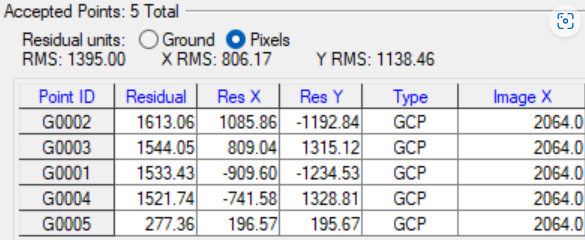 Accepted Points: 5 Total
Residual units: Ground Pixels
RMS: 1395.00 X RMS: 806.17 Y RMS: 1138.46
Point ID Residual Res X Res Y Type Image X
G0002 1613.06 1085.86 -1192.84 GCP 2064.0
G0003 1544.05 809.04 1315.12 GCP 2064.0
G0001 1533.43 -909.60 -1234.53 GCP 2064.0
G0004 1521.74 -741.58 1328.81 GCP 2064.0
G0005 277.36 196.57 195.67 GCP 2064.0